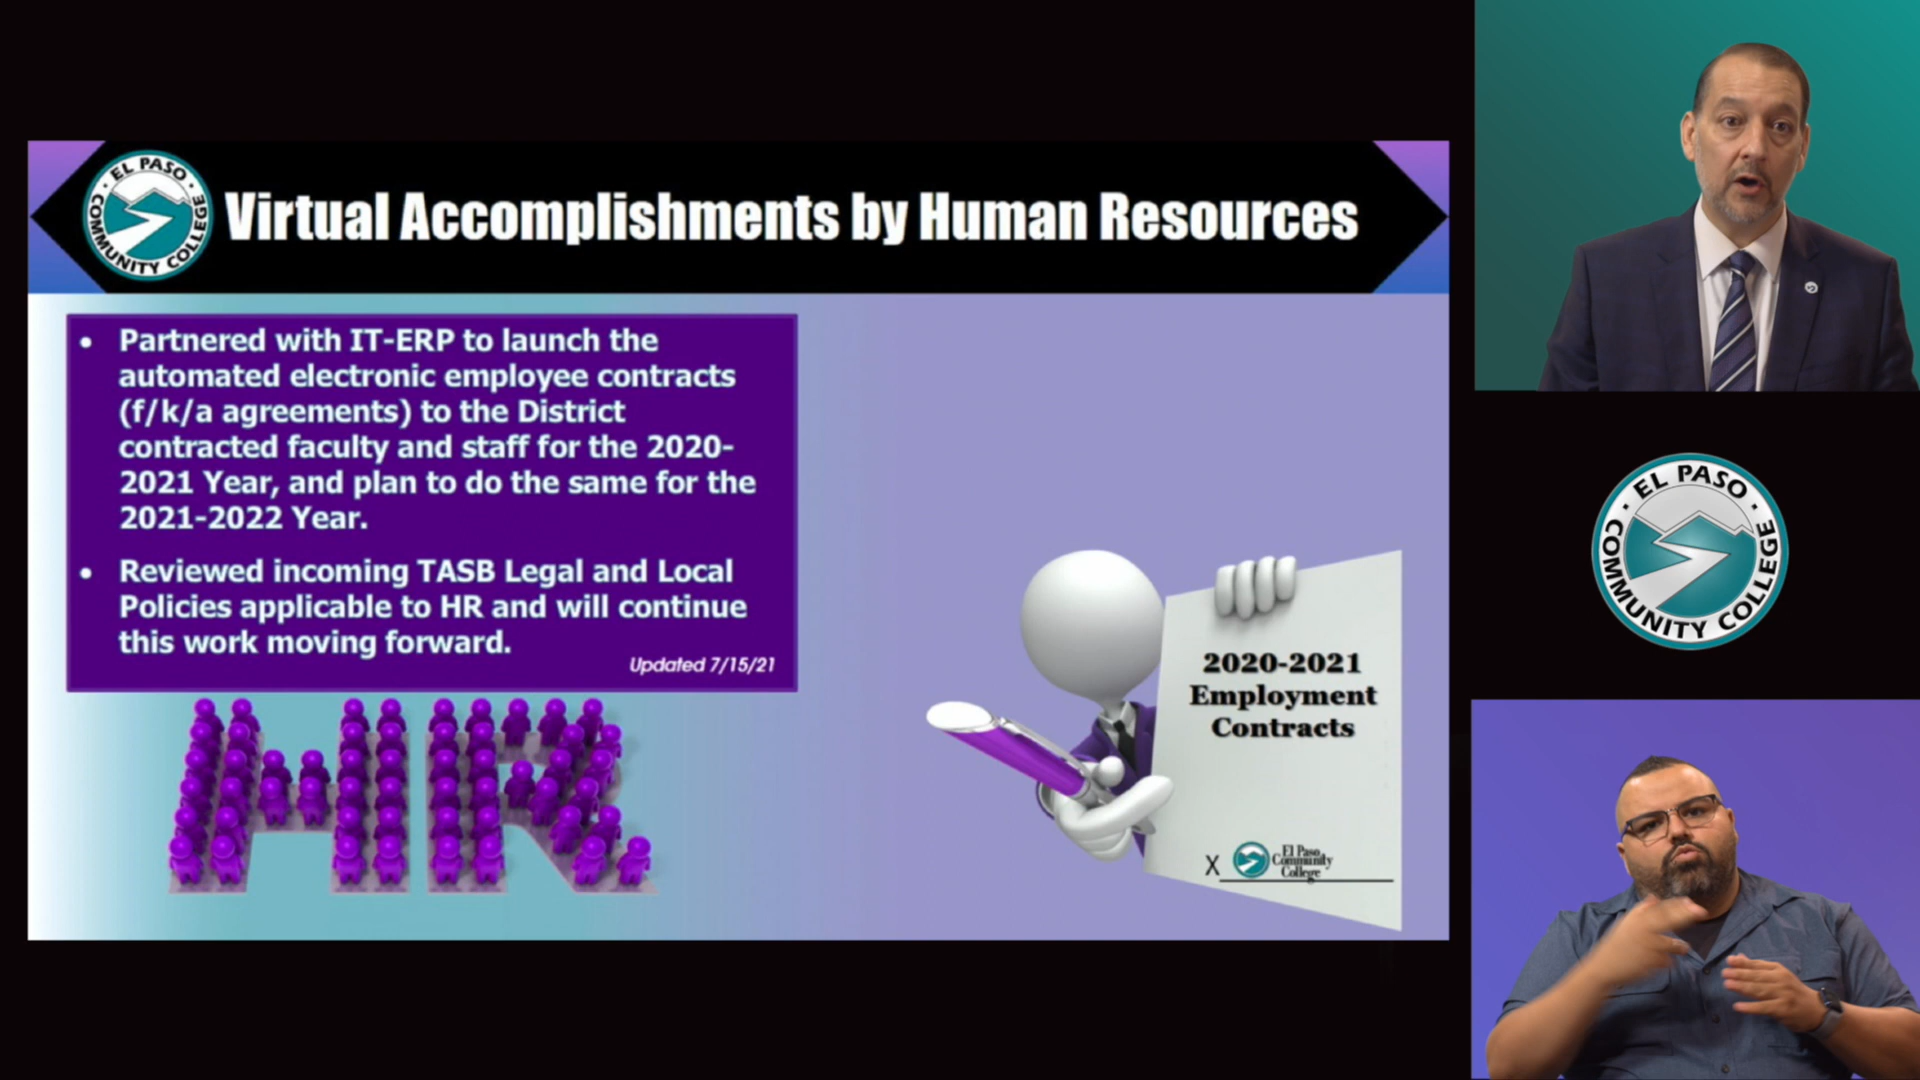 EL PASO
COMMUNITY COLLEGE
Virtual Accomplishments by Human Resources
• Partnered with IT-ERP to launch the
automated electronic employee contracts
(f/k/a agreements) to the District
contracted faculty and staff for the 2020-
2021 Year, and plan to do the same for the
2021-2022 Year.
• Reviewed incoming TASB Legal and Local
Policies applicable to HR and will continue
this work moving forward.
Updated 7/15/21
HR
2020-2021
Employment
Contracts
X
El Paso
Community
College
EL PASO
COMMUNITY COLLEGE